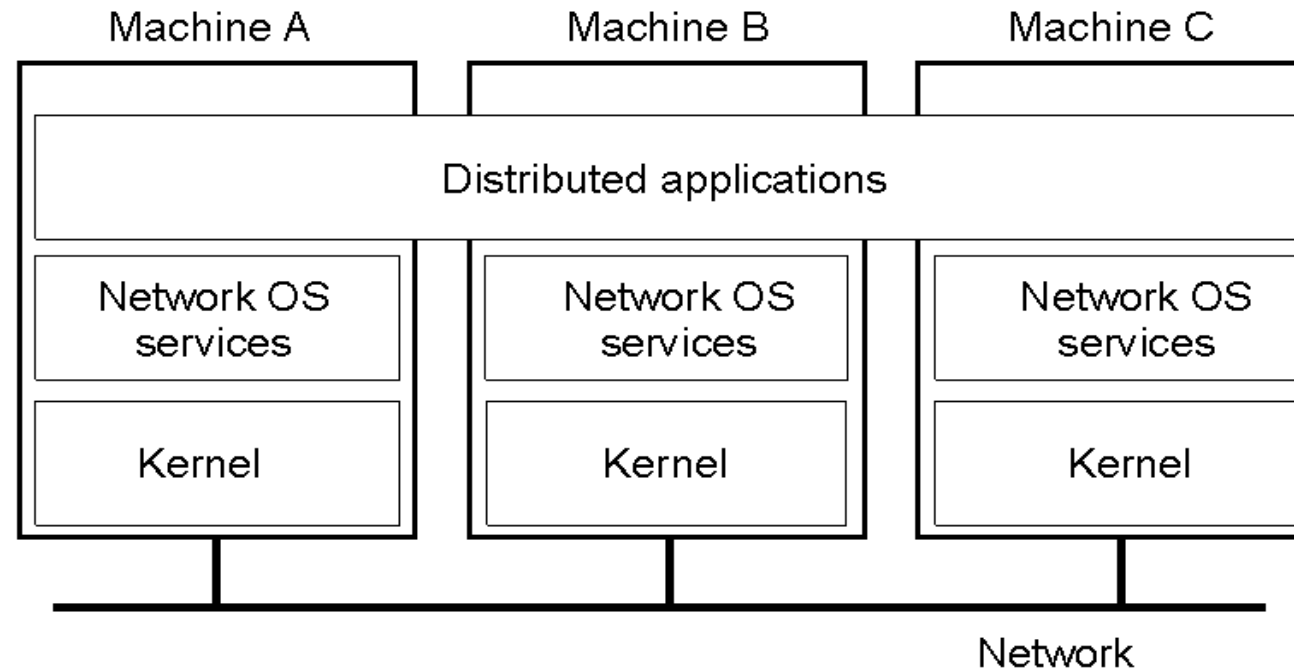 Machine A
Machine B
Machine C
Distributed applications
Network OS
services
Network OS
services
Network OS
services
Kernel
Kernel
Kernel
Network